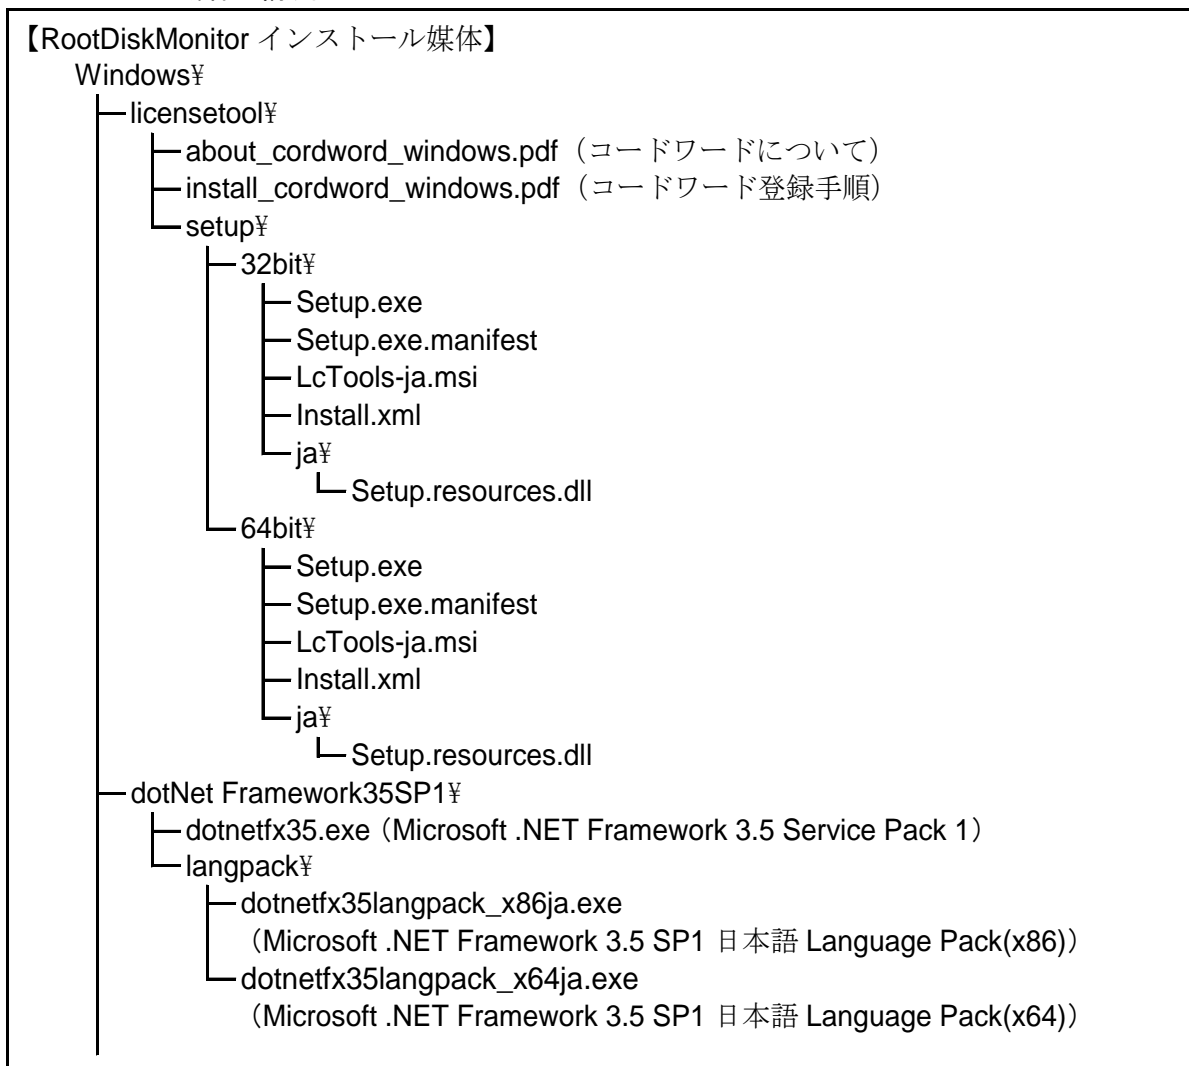 【RootDiskMonitor インストール媒体】
Windows¥
licensetool¥
about_cordword_windows.pdf（コードワードについて）
install_cordword_windows.pdf（コードワード登録手順）
setup¥
32bit¥
Setup.exe
Setup.exe.manifest
LcTools-ja.msi
Install.xml
ja¥
Setup.resources.dll
64bit¥
Setup.exe
Setup.exe.manifest
LcTools-ja.msi
Install.xml
ja¥
Setup.resources.dll
dotNet Framework35SP1¥
dotnetfx35.exe（Microsoft .NET Framework 3.5 Service Pack 1）
langpack¥
dotnetfx35langpack_x86ja.exe
（Microsoft .NET Framework 3.5 SP1 日本語 Language Pack(x86)）
dotnetfx35langpack_x64ja.exe
（Microsoft .NET Framework 3.5 SP1 日本語 Language Pack(x64)）